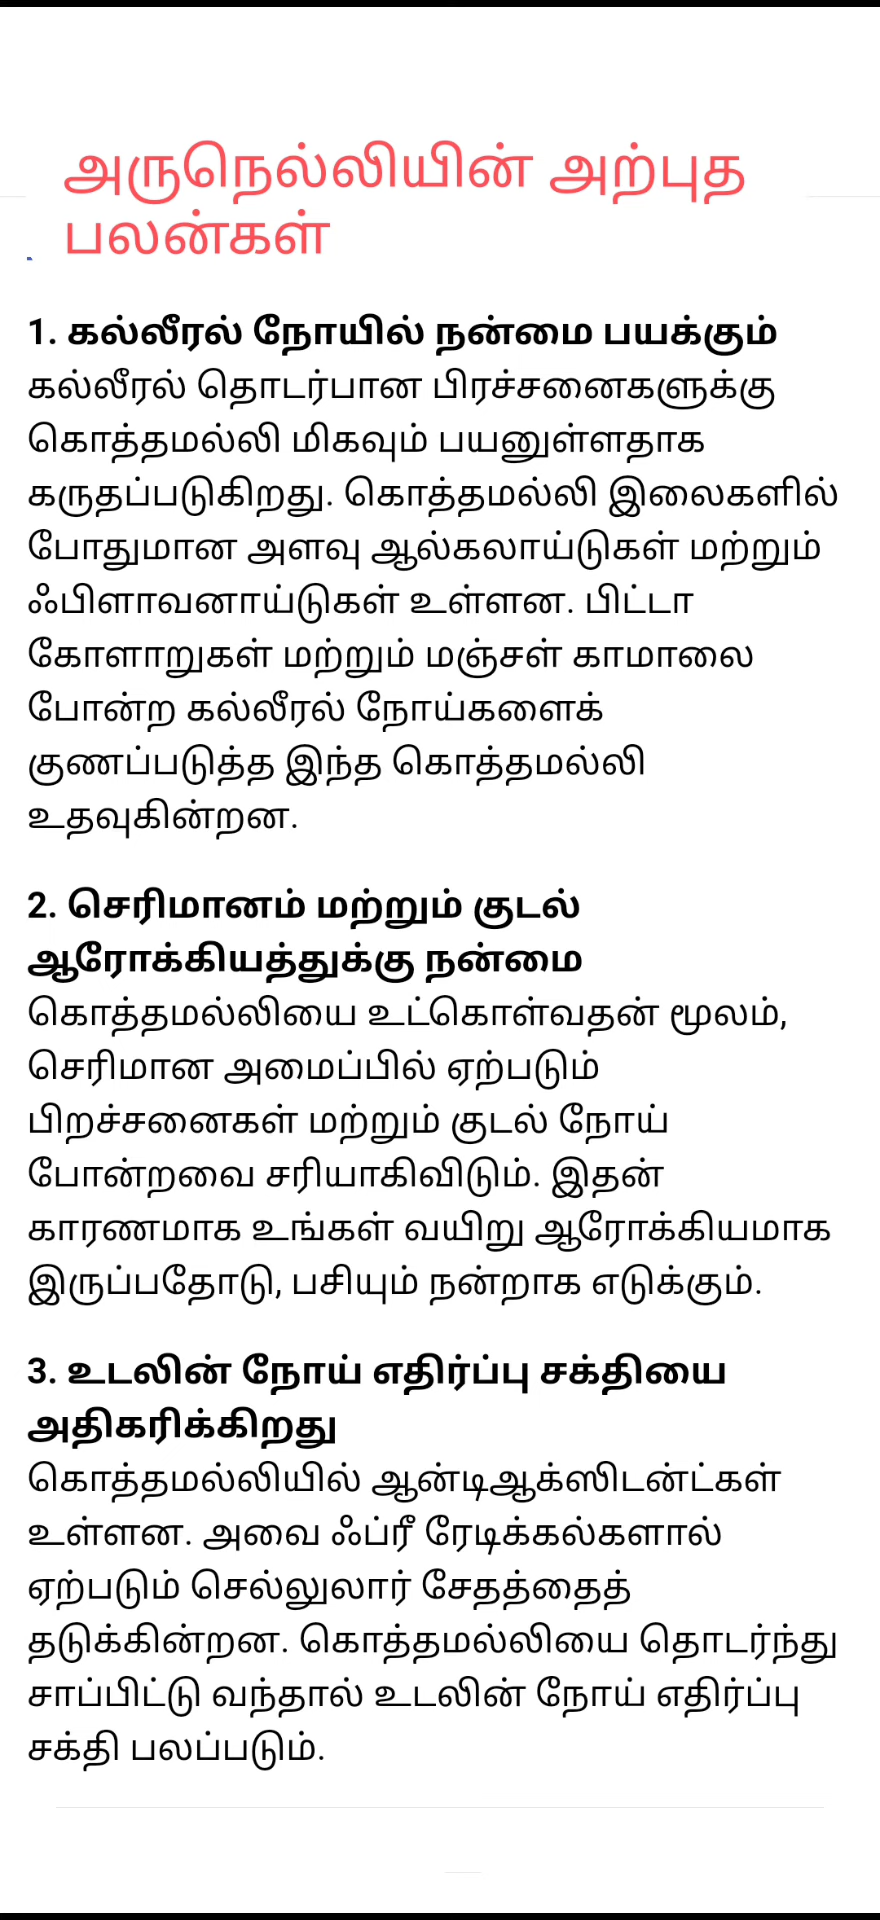 அருநெல்லியின் அற்புத
பலன்கள்
1. கல்லீரல் நோயில் நன்மை பயக்கும்
கல்லீரல் தொடர்பான பிரச்சனைகளுக்கு
கொத்தமல்லி மிகவும் பயனுள்ளதாக
கருதப்படுகிறது. கொத்தமல்லி இலைகளில்
போதுமான அளவு ஆல்கலாய்டுகள் மற்றும்
ஃபிளாவனாய்டுகள் உள்ளன. பிட்டா
கோளாறுகள் மற்றும் மஞ்சள் காமாலை
போன்ற கல்லீரல் நோய்களைக்
குணப்படுத்த இந்த கொத்தமல்லி
உதவுகின்றன.
2. செரிமானம் மற்றும் குடல்
ஆரோக்கியத்துக்கு நன்மை
கொத்தமல்லியை உட்கொள்வதன் மூலம்,
செரிமான அமைப்பில் ஏற்படும்
பிறச்சனைகள் மற்றும் குடல் நோய்
போன்றவை சரியாகிவிடும். இதன்
காரணமாக உங்கள் வயிறு ஆரோக்கியமாக
இருப்பதோடு, பசியும் நன்றாக எடுக்கும்.
3. உடலின் நோய் எதிர்ப்பு சக்தியை
அதிகரிக்கிறது
கொத்தமல்லியில் ஆன்டிஆக்ஸிடன்ட்கள்
உள்ளன. அவை ஃப்ரீ ரேடிக்கல்களால்
ஏற்படும் செல்லுலார் சேதத்தைத்
தடுக்கின்றன. கொத்தமல்லியை தொடர்ந்து
சாப்பிட்டு வந்தால் உடலின் நோய் எதிர்ப்பு
சக்தி பலப்படும்.